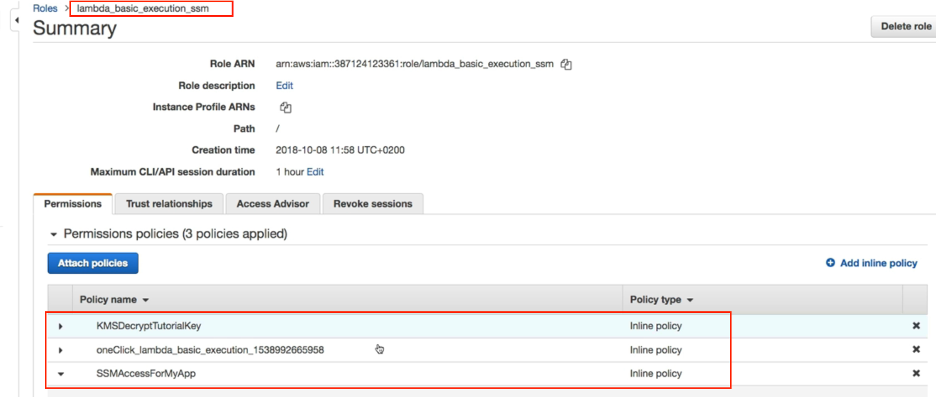 Roles > lambda_basic_execution_ssm
Summary
Delete role
Role ARN arn:aws:iam::387124123361:role/lambda_basic_execution_ssm
Role description Edit
Instance Profile ARNs
Path /
Creation time 2018-10-08 11:58 UTC+0200
Maximum CLI/API session duration 1 hour Edit
Permissions Trust relationships Access Advisor Revoke sessions
Permissions policies (3 policies applied)
Attach policies Add inline policy
Policy name Policy type
KMSDecryptTutorialKey Inline policy
oneClick_lambda_basic_execution_1538992665958 Inline policy
SSMAccessForMyApp Inline policy